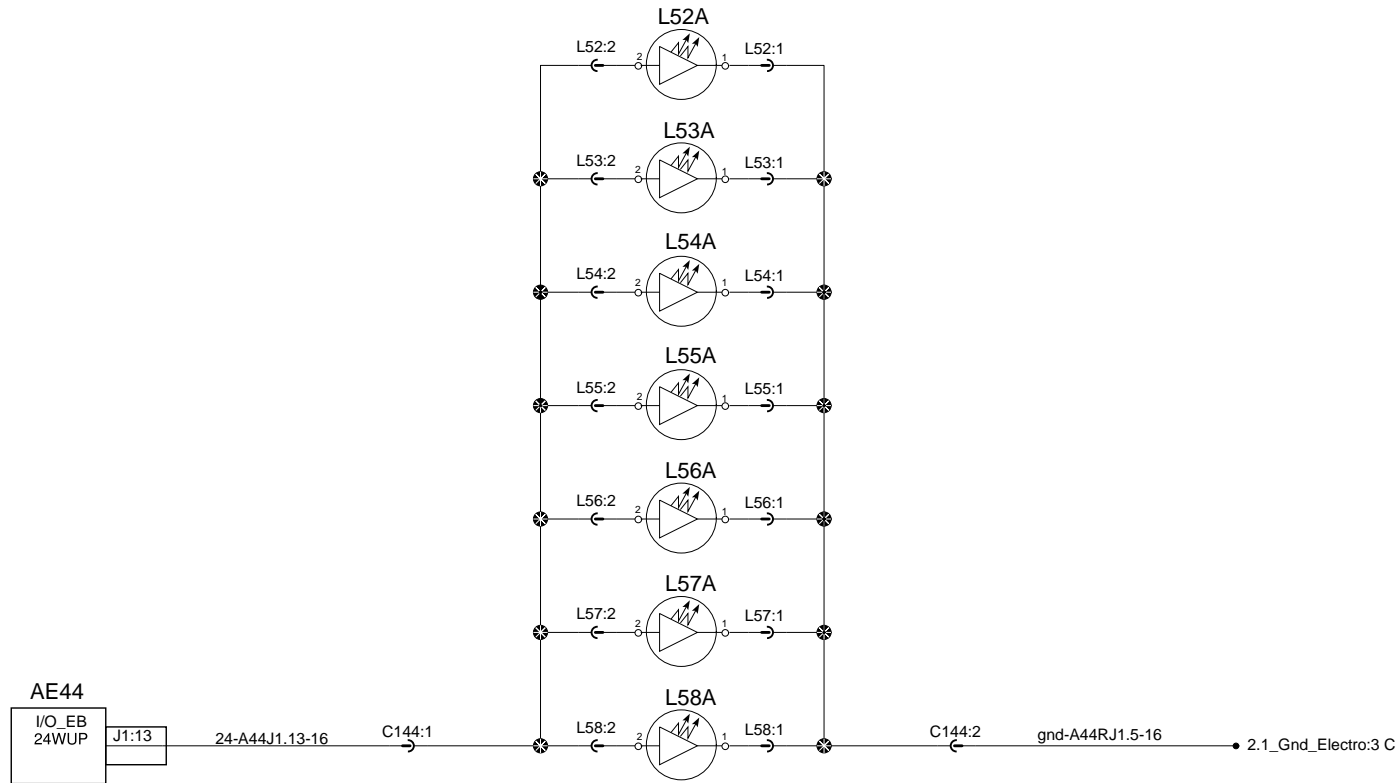 L52A
L52:2 2 1 L52:1
L53A
L53:2 2 1 L53:1
L54A
L54:2 2 1 L54:1
L55A
L55:2 2 1 L55:1
L56A
L56:2 2 1 L56:1
L57A
L57:2 2 1 L57:1
L58A
L58:2 2 1 L58:1
AE44
I/O_EB
24WUP
J1:13
24-A44J1.13-16
C144:1
C144:2
gnd-A44RJ1.5-16
2.1_Gnd_Electro:3 C